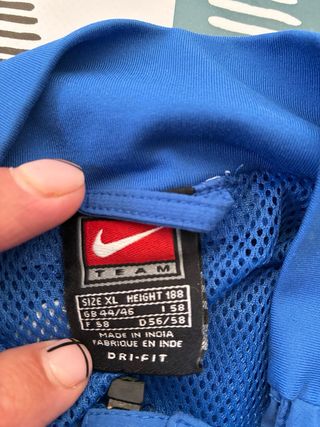 TEAM
SIZE XL HEIGHT 188
GB 44/46 I 58
F 58 D 56/58
MADE IN INDIA
FABRIQUE EN INDE
DRI-FIT